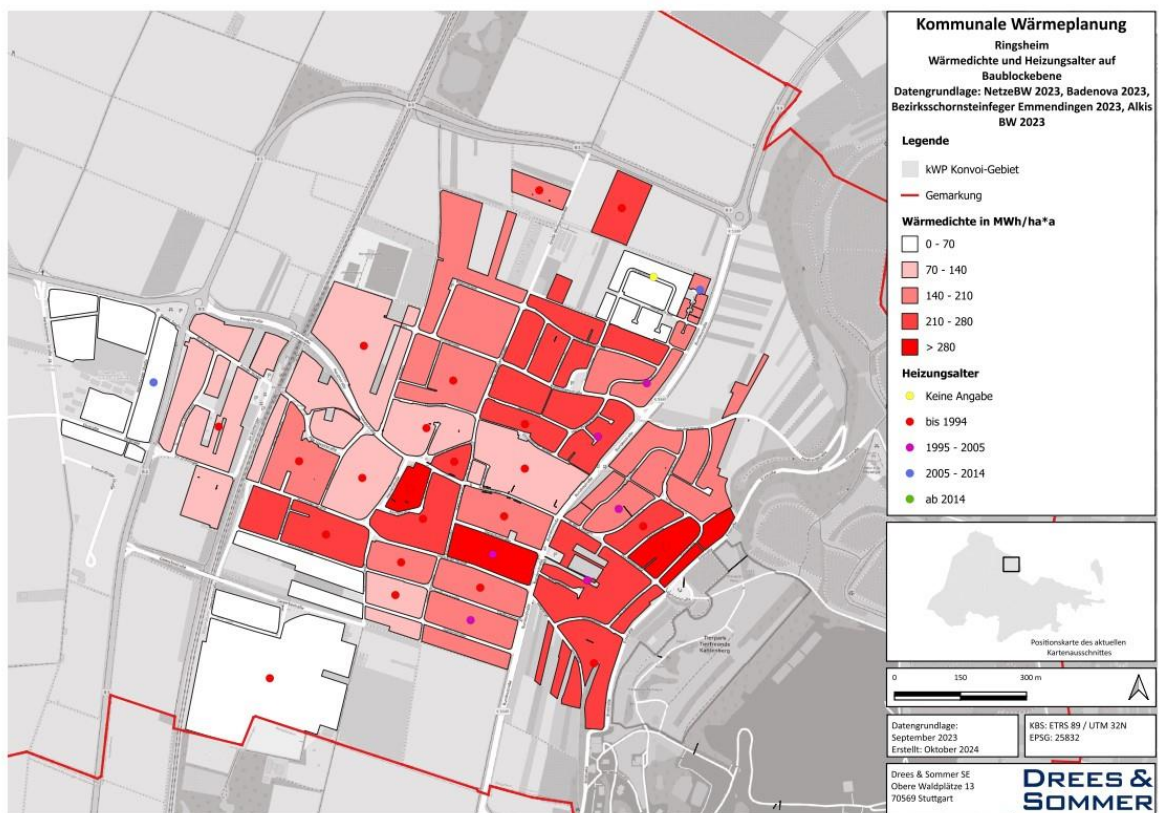 Kommunale Wärmeplanung
Ringsheim
Wärmedichte und Heizungsalter auf
Baublockebene
Datengrundlage: NetzeBW 2023, Badenova 2023,
Bezirksschornsteinfeger Emmendingen 2023, Alkis
BW 2023
Legende
kWP Konvoi-Gebiet
Gemarkung
Wärmedichte in MWh/ha*a
0 - 70
70 - 140
140 - 210
210 - 280
> 280
Heizungsalter
Keine Angabe
bis 1994
1995 - 2005
2005 - 2014
ab 2014
Positionskarte des aktuellen
Kartenausschnittes
0 150 300 m
Datengrundlage:
September 2023
Erstellt: Oktober 2024
KBS: ETRS 89 / UTM 32N
EPSG: 25832
Drees & Sommer SE
Obere Waldplätze 13
70569 Stuttgart
DREES &
SOMMER
Tierpark